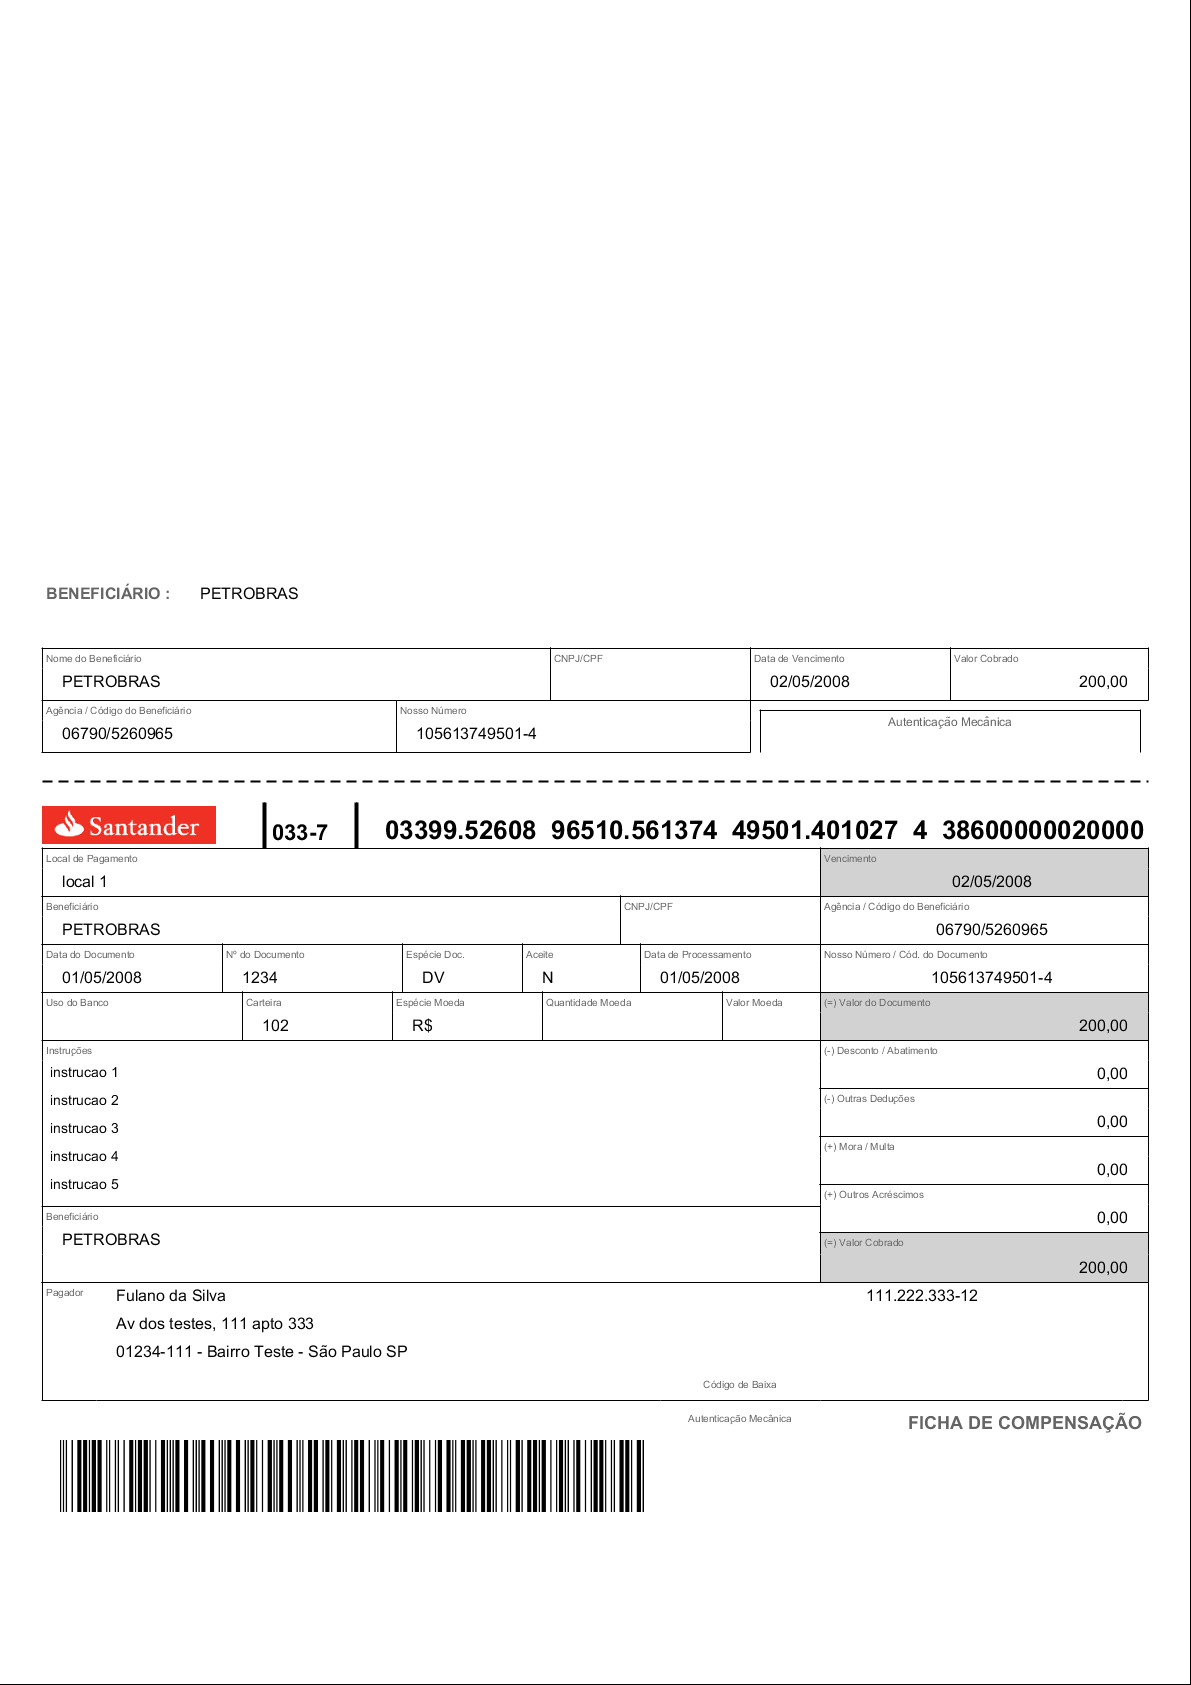 BENEFICIÁRIO : PETROBRAS
Nome do Beneficiário CNPJ/CPF Data de Vencimento Valor Cobrado
PETROBRAS 02/05/2008 200,00
Agência / Código do Beneficiário Nosso Número
Autenticação Mecânica
06790/5260965 105613749501-4
Santander 033-7 03399.52608 96510.561374 49501.401027 4 38600000020000
Local de Pagamento Vencimento
local 1 02/05/2008
Beneficiário CNPJ/CPF Agência / Código do Beneficiário
PETROBRAS 06790/5260965
Data do Documento Nº do Documento Espécie Doc. Aceite Data de Processamento Nosso Número / Cód. do Documento
01/05/2008 1234 DV N 01/05/2008 105613749501-4
Uso do Banco Carteira Espécie Moeda Quantidade Moeda Valor Moeda (=) Valor do Documento
102 R$ 200,00
Instruções (-) Desconto / Abatimento
instrucao 1 0,00
instrucao 2 (-) Outras Deduções
0,00
instrucao 3
(+) Mora / Multa
instrucao 4 0,00
instrucao 5 (+) Outros Acréscimos
Beneficiário 0,00
PETROBRAS (=) Valor Cobrado
200,00
Pagador Fulano da Silva 111.222.333-12
Av dos testes, 111 apto 333
01234-111 - Bairro Teste - São Paulo SP
Código de Baixa
Autenticação Mecânica FICHA DE COMPENSAÇÃO